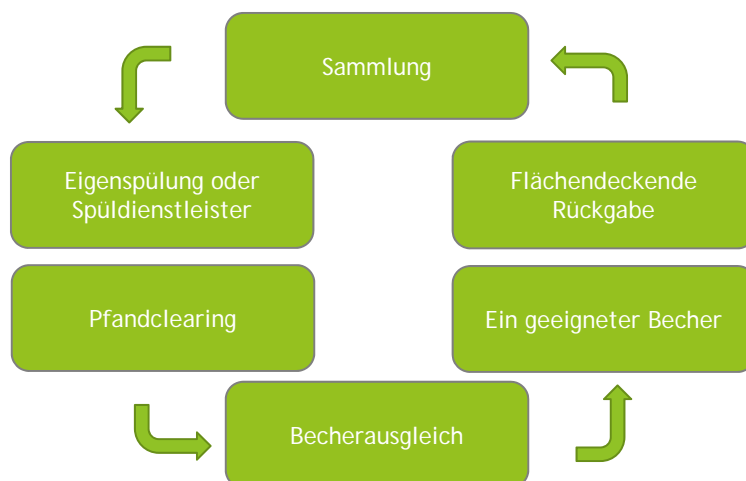 Sammlung
Eigenspülung oder
Spüldienstleister
Flächendeckende
Rückgabe
Pfandclearing
Ein geeigneter Becher
Becherausgleich